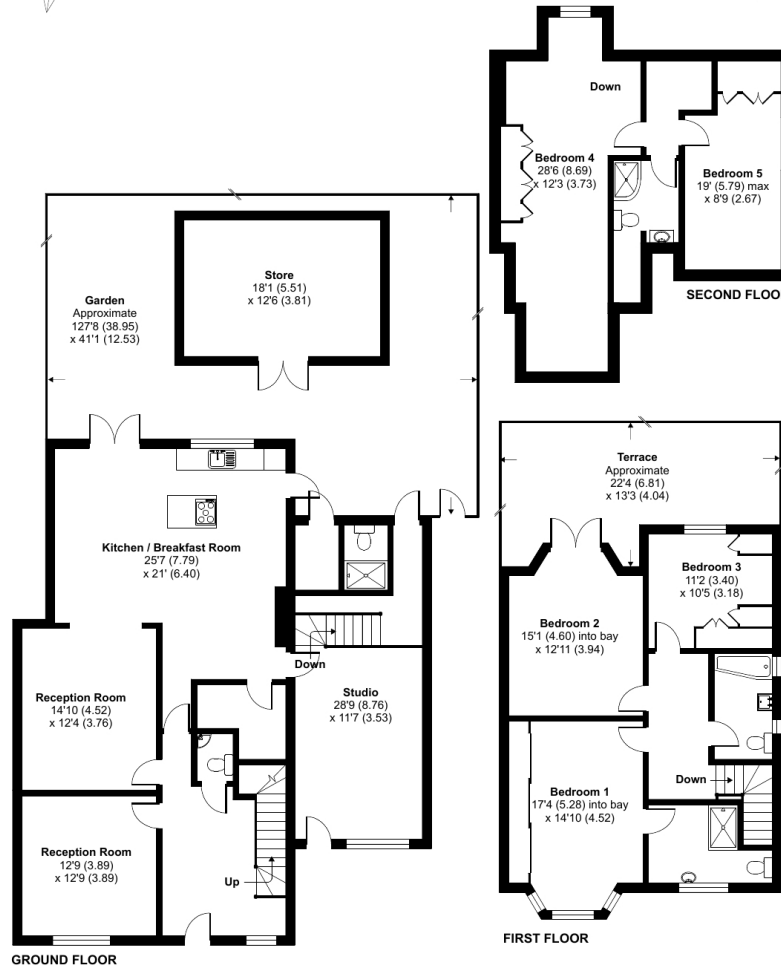 Down
Bedroom 4
28'6 (8.69)
x 12'3 (3.73)
Bedroom 5
19' (5.79) max
x 8'9 (2.67)
SECOND FLOO
Store
18'1 (5.51)
x 12'6 (3.81)
Garden
Approximate
127'8 (38.95)
x 41'1 (12.53)
Kitchen / Breakfast Room
25'7 (7.79)
x 21' (6.40)
Down
Studio
28'9 (8.76)
x 11'7 (3.53)
Reception Room
14'10 (4.52)
x 12'4 (3.76)
Reception Room
12'9 (3.89)
x 12'9 (3.89)
Up
GROUND FLOOR
Terrace
Approximate
22'4 (6.81)
x 13'3 (4.04)
Bedroom 3
11'2 (3.40)
x 10'5 (3.18)
Bedroom 2
15'1 (4.60) into bay
x 12'11 (3.94)
Down
Bedroom 1
17'4 (5.28) into bay
x 14'10 (4.52)
FIRST FLOOR